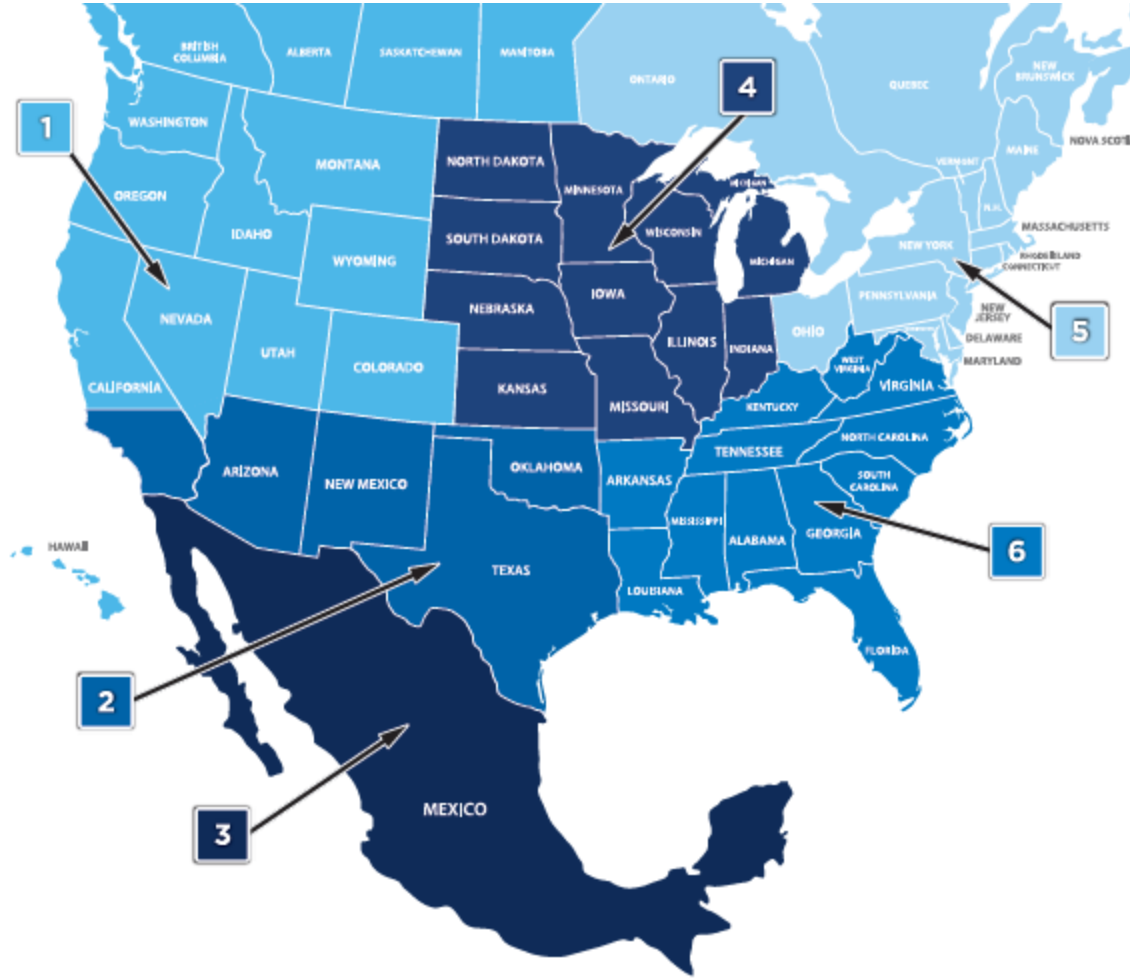 BRITISH
COLUMBIA
ALBERTA
SASKATCHEWAN
MANITOBA
ONTARIO
QUEBEC
NEW
BRUNSWICK
NOVA SCOTI
1
4
WASHINGTON
MONTANA
NORTH DAKOTA
MINNESOTA
MICHIGAN
VERMONT
MAINE
OREGON
IDAHO
WYOMING
SOUTH DAKOTA
WISCONSIN
MICHIGAN
NEW YORK
N.H.
MASSACHUSETTS
RHODE ISLAND
CONNECTICUT
NEVADA
UTAH
COLORADO
NEBRASKA
IOWA
ILLINOIS
INDIANA
OHIO
PENNSYLVANIA
NEW
JERSEY
DELAWARE
MARYLAND
5
CALIFORNIA
KANSAS
MISSOURI
KENTUCKY
WEST
VIRGINIA
VIRGINIA
ARIZONA
NEW MEXICO
OKLAHOMA
ARKANSAS
TENNESSEE
NORTH CAROLINA
SOUTH
CAROLINA
HAWAII
TEXAS
LOUISIANA
MISSISSIPPI
ALABAMA
GEORGIA
6
FLORIDA
2
3
MEXICO